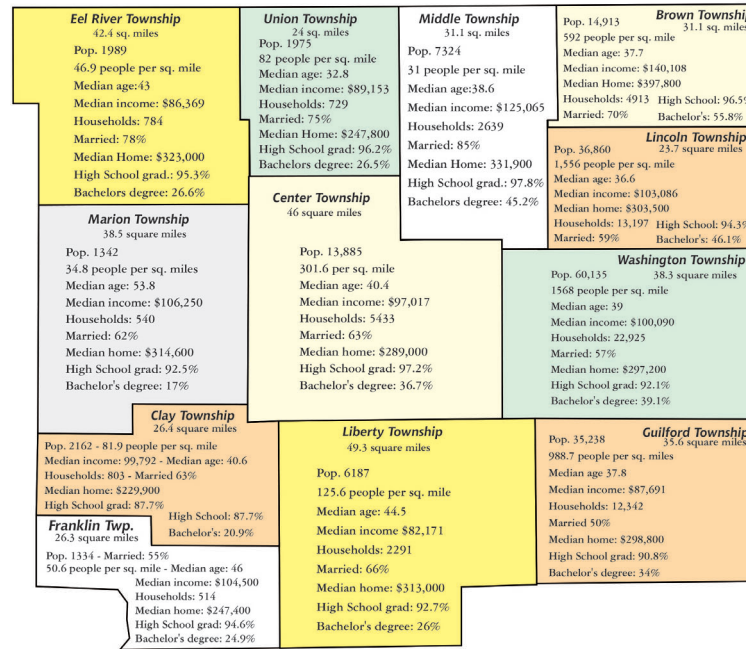 Eel River Township
42.4 sq. miles
Pop. 1989
46.9 people per sq. mile
Median age:43
Median income: $86,369
Households: 784
Married: 78%
Median Home: $323,000
High School grad.: 95.3%
Bachelors degree: 26.6%
Union Township
24 sq. miles
Pop. 1975
82 people per sq. mile
Median age: 32.8
Median income: $89,153
Households: 729
Married: 75%
Median Home: $247,800
High School grad: 96.2%
Bachelors degree: 26.5%
Middle Township
31.1 sq. miles
Pop. 7324
31 people per sq. mile
Median age:38.6
Median income: $125,065
Households: 2639
Married: 85%
Median Home: 331,900
High School grad.: 97.8%
Bachelors degree: 45.2%
Brown Township
31.1 sq. miles
Pop. 14,913
592 people per sq. mile
Median age: 37.7
Median income: $140,108
Median Home: $397,800
Households: 4913 High School: 96.5%
Married: 70% Bachelor's: 55.8%
Lincoln Township
23.7 square miles
Pop. 36,860
1,556 people per sq. mile
Median age: 36.6
Median income: $103,086
Median home: $303,500
Households: 13,197 High School: 94.3%
Married: 59% Bachelor's: 46.1%
Marion Township
38.5 square miles
Pop. 1342
34.8 people per sq. miles
Median age: 53.8
Median income: $106,250
Households: 540
Married: 62%
Median home: $314,600
High School grad: 92.5%
Bachelor's degree: 17%
Center Township
46 square miles
Pop. 13,885
301.6 per sq. mile
Median age: 40.4
Median income: $97,017
Households: 5433
Married: 63%
Median home: $289,000
High School grad: 97.2%
Bachelor's degree: 36.7%
Washington Township
Pop. 60,135 38.3 square miles
1568 people per sq. mile
Median age: 39
Median income: $100,090
Households: 22,925
Married: 57%
Median home: $297,200
High School grad: 92.1%
Bachelor's degree: 39.1%
Clay Township
26.4 square miles
Pop. 2162 - 81.9 people per sq. mile
Median income: 99,792 - Median age: 40.6
Households: 803 - Married 63%
Median home: $229,900
High School grad: 87.7%
High School: 87.7%
Bachelor's: 20.9%
Liberty Township
49.3 square miles
Pop. 6187
125.6 people per sq. mile
Median age: 44.5
Median income $82,171
Households: 2291
Married: 66%
Median home: $313,000
High School grad: 92.7%
Bachelor's degree: 26%
Guilford Township
35.6 square miles
Pop. 35,238
988.7 people per sq. miles
Median age 37.8
Median income: $87,691
Households: 12,342
Married 50%
Median home: $298,800
High School grad: 90.8%
Bachelor's degree: 34%
Franklin Twp.
26.3 square miles
Pop. 1334 - Married: 55%
50.6 people per sq. mile - Median age: 46
Median income: $104,500
Households: 514
Median home: $247,400
High School grad: 94.6%
Bachelor's degree: 24.9%